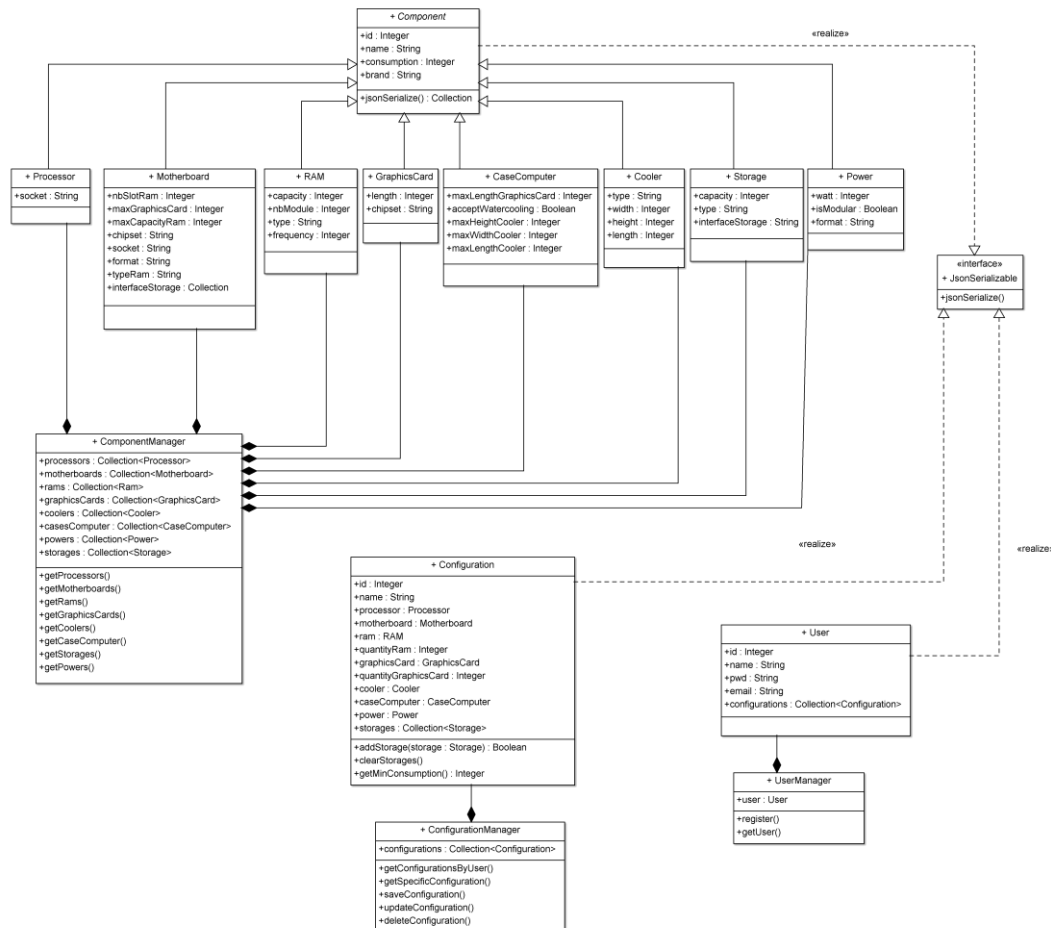 + Component
+id : Integer
+name : String
+consumption : Integer
+brand : String
+jsonSerialize() : Collection
«realize»
+ Processor
+socket : String
+ Motherboard
+nbSlotRam : Integer
+maxGraphicsCard : Integer
+maxCapacityRam : Integer
+chipset : String
+socket : String
+format : String
+typeRam : String
+interfaceStorage : Collection
+ RAM
+capacity : Integer
+nbModule : Integer
+type : String
+frequency : Integer
+ GraphicsCard
+length : Integer
+chipset : String
+ CaseComputer
+maxLengthGraphicsCard : Integer
+acceptWatercooling : Boolean
+maxHeightCooler : Integer
+maxWidthCooler : Integer
+maxLengthCooler : Integer
+ Cooler
+type : String
+width : Integer
+height : Integer
+length : Integer
+ Storage
+capacity : Integer
+type : String
+interfaceStorage : String
+ Power
+watt : Integer
+isModular : Boolean
+format : String
«interface»
+ JsonSerializable
+jsonSerialize()
+ ComponentManager
+processors : Collection<Processor>
+motherboards : Collection<Motherboard>
+rams : Collection<Ram>
+graphicsCards : Collection<GraphicsCard>
+coolers : Collection<Cooler>
+casesComputer : Collection<CaseComputer>
+powers : Collection<Power>
+storages : Collection<Storage>
+getProcessors()
+getMotherboards()
+getRams()
+getGraphicsCards()
+getCoolers()
+getCaseComputer()
+getStorages()
+getPowers()
«realize»
«realize»
+ Configuration
+id : Integer
+name : String
+processor : Processor
+motherboard : Motherboard
+ram : RAM
+quantityRam : Integer
+graphicsCard : GraphicsCard
+quantityGraphicsCard : Integer
+cooler : Cooler
+caseComputer : CaseComputer
+power : Power
+storages : Collection<Storage>
+addStorage(storage : Storage) : Boolean
+clearStorages()
+getMinConsumption() : Integer
+ User
+id : Integer
+name : String
+pwd : String
+email : String
+configurations : Collection<Configuration>
+ UserManager
+user : User
+register()
+getUser()
+ ConfigurationManager
+configurations : Collection<Configuration>
+getConfigurationsByUser()
+getSpecificConfiguration()
+saveConfiguration()
+updateConfiguration()
+deleteConfiguration()